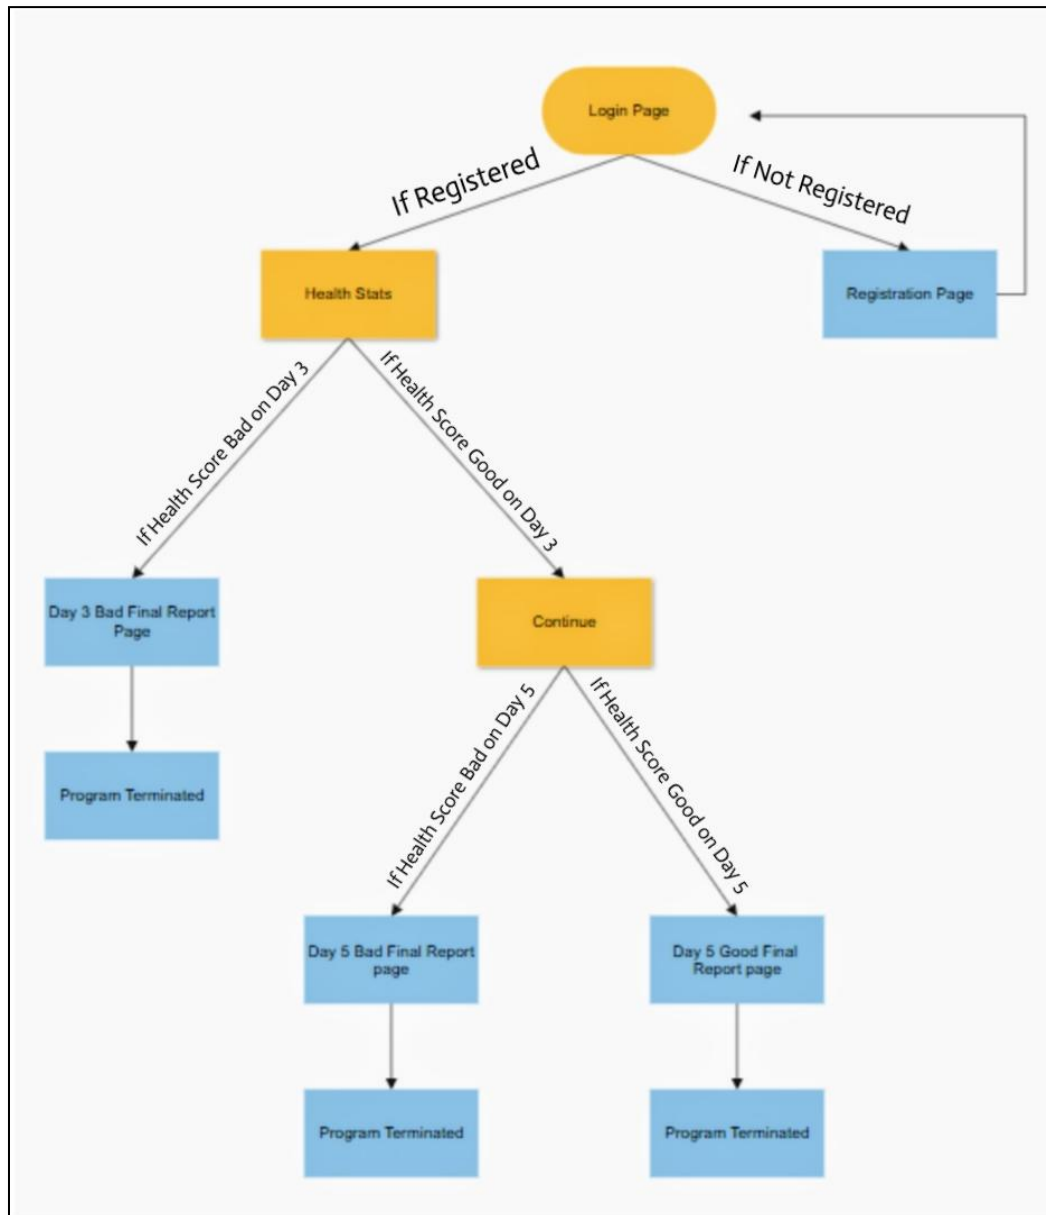 Login Page
If Registered
If Not Registered
Health Stats
Registration Page
If Health Score Bad on Day 3
If Health Score Good on Day 3
Day 3 Bad Final Report
Page
Continue
Program Terminated
If Health Score Bad on Day 5
If Health Score Good on Day 5
Day 5 Bad Final Report
page
Day 5 Good Final
Report page
Program Terminated
Program Terminated